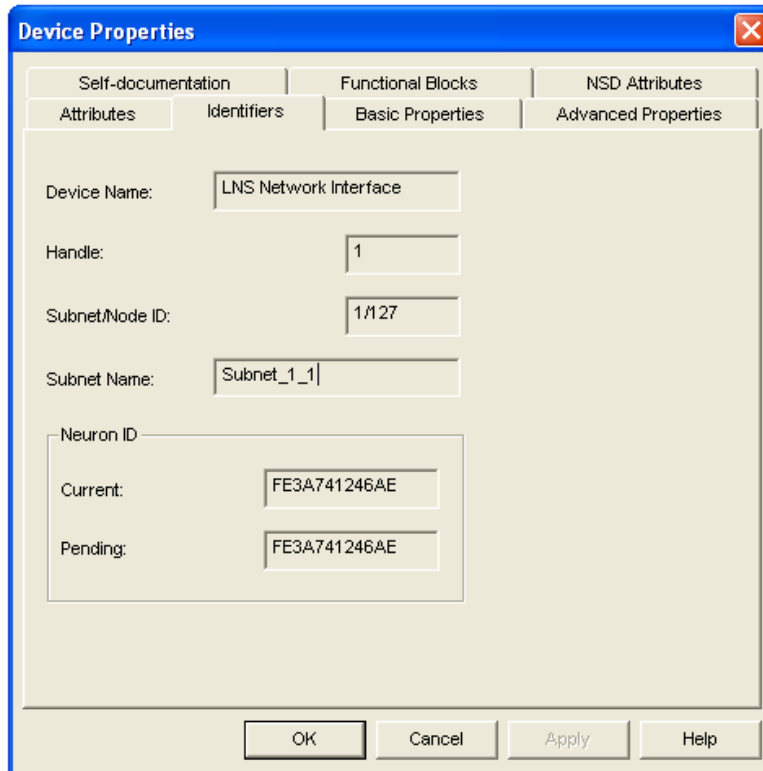 Device Properties
Self-documentation Functional Blocks NSD Attributes
Attributes Identifiers Basic Properties Advanced Properties
Device Name: LNS Network Interface
Handle: 1
Subnet/Node ID: 1/127
Subnet Name: Subnet_1_1
Neuron ID
Current: FE3A741246AE
Pending: FE3A741246AE
OK Cancel Apply Help